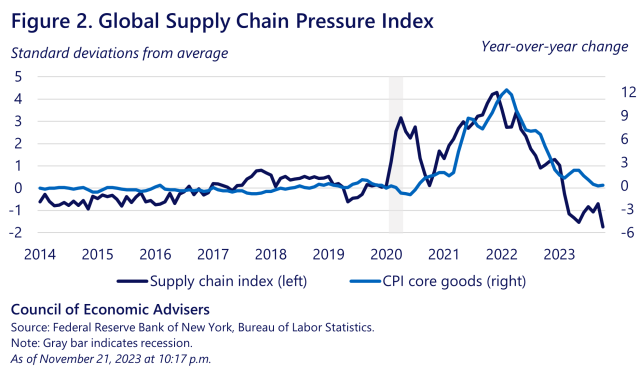 Figure 2. Global Supply Chain Pressure Index
Standard deviations from average
Year-over-year change
5
4
3
2
1
0
-1
-2
12
9
6
3
0
-3
-6
2014 2015 2016 2017 2018 2019 2020 2021 2022 2023
Supply chain index (left) CPI core goods (right)
Council of Economic Advisers
Source: Federal Reserve Bank of New York, Bureau of Labor Statistics.
Note: Gray bar indicates recession.
As of November 21, 2023 at 10:17 p.m.